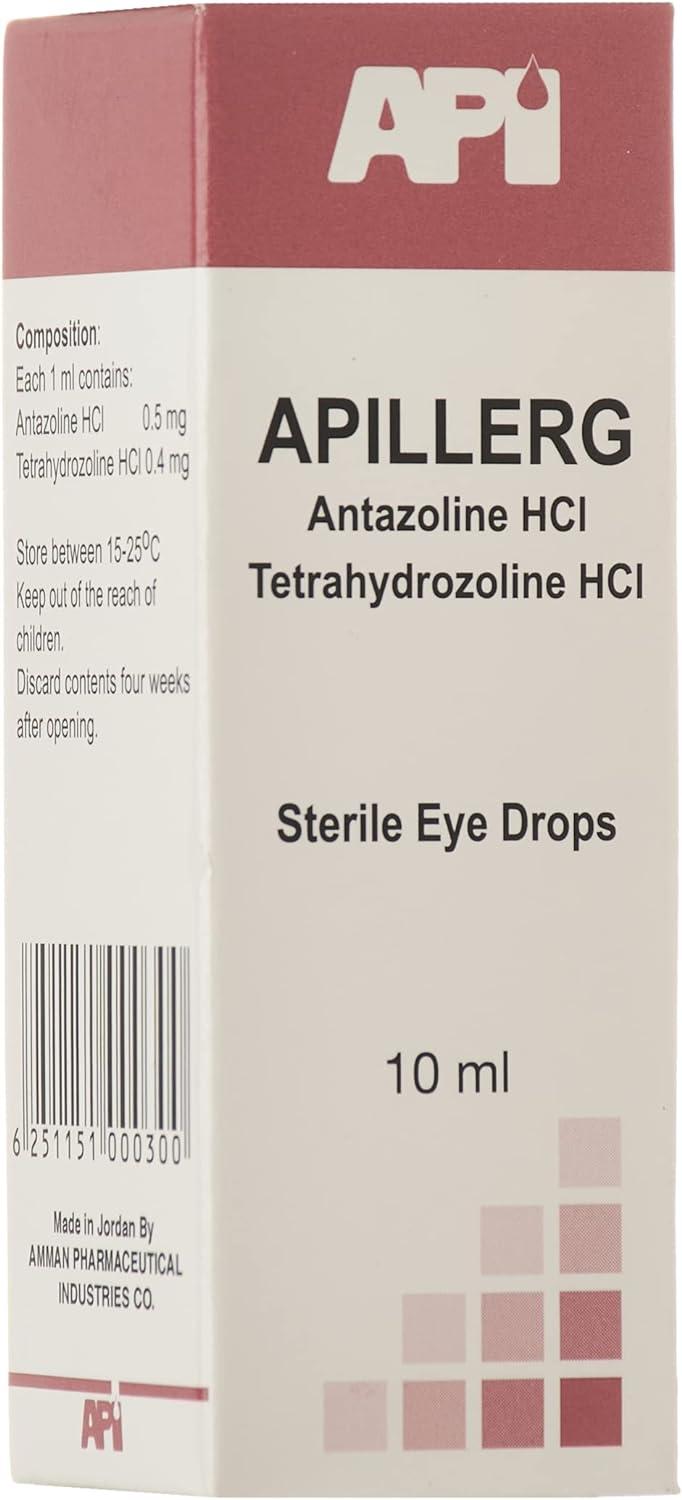 API
APILLERG
Antazoline HCl
Tetrahydrozoline HCl
Sterile Eye Drops
10 ml
Composition:
Each 1 ml contains:
Antazoline HCl 0.5 mg
Tetrahydrozoline HCl 0.4 mg
Store between 15-25ºC
Keep out of the reach of
children.
Discard contents four weeks
after opening.
6 251151 000300
Made in Jordan By
AMMAN PHARMACEUTICAL
INDUSTRIES CO.
API